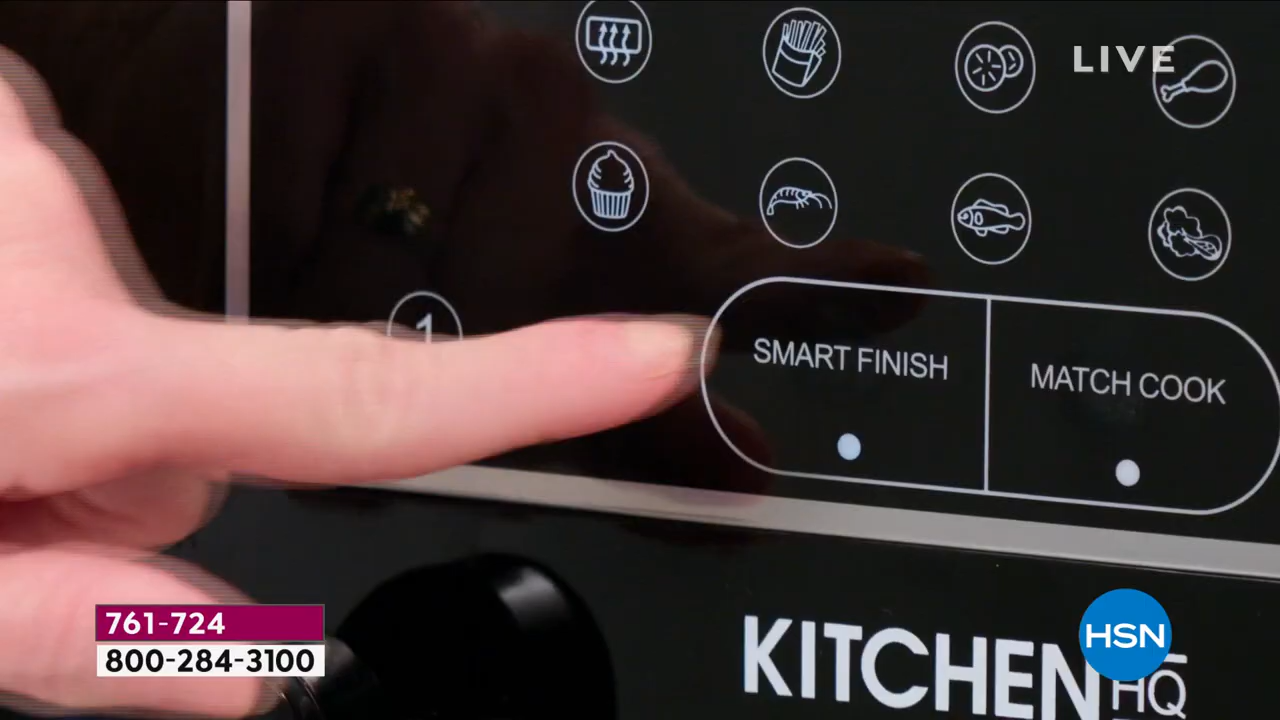 LIVE
1
SMART FINISH
MATCH COOK
761-724
800-284-3100
KITCHEN
HQ
HSN